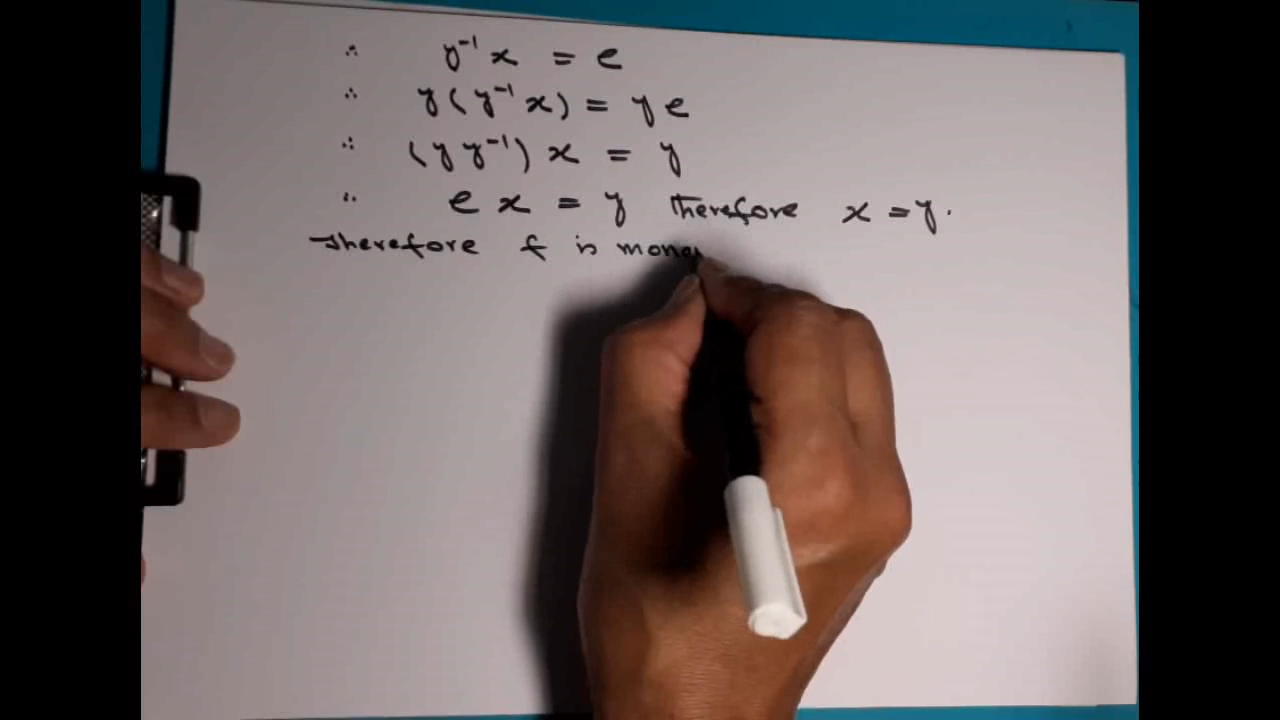 ∴ y⁻¹x = e
∴ y(y⁻¹x) = ye
∴ (yy⁻¹)x = y
∴ ex = y therefore x = y.
Therefore f is